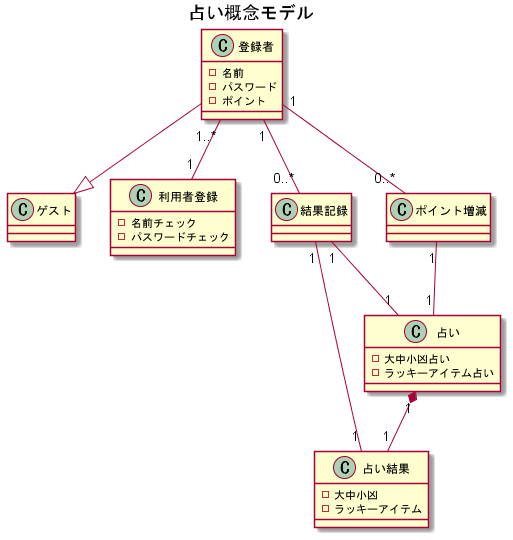 占い概念モデル
C 登録者
名前
パスワード
ポイント
1
1..*
1
1
0..*
0..*
C ゲスト
C 利用者登録
名前チェック
パスワードチェック
C 結果記録
C ポイント増減
1
1
1
1
1
C 占い
大中小凶占い
ラッキーアイテム占い
1
1
1
C 占い結果
大中小凶
ラッキーアイテム